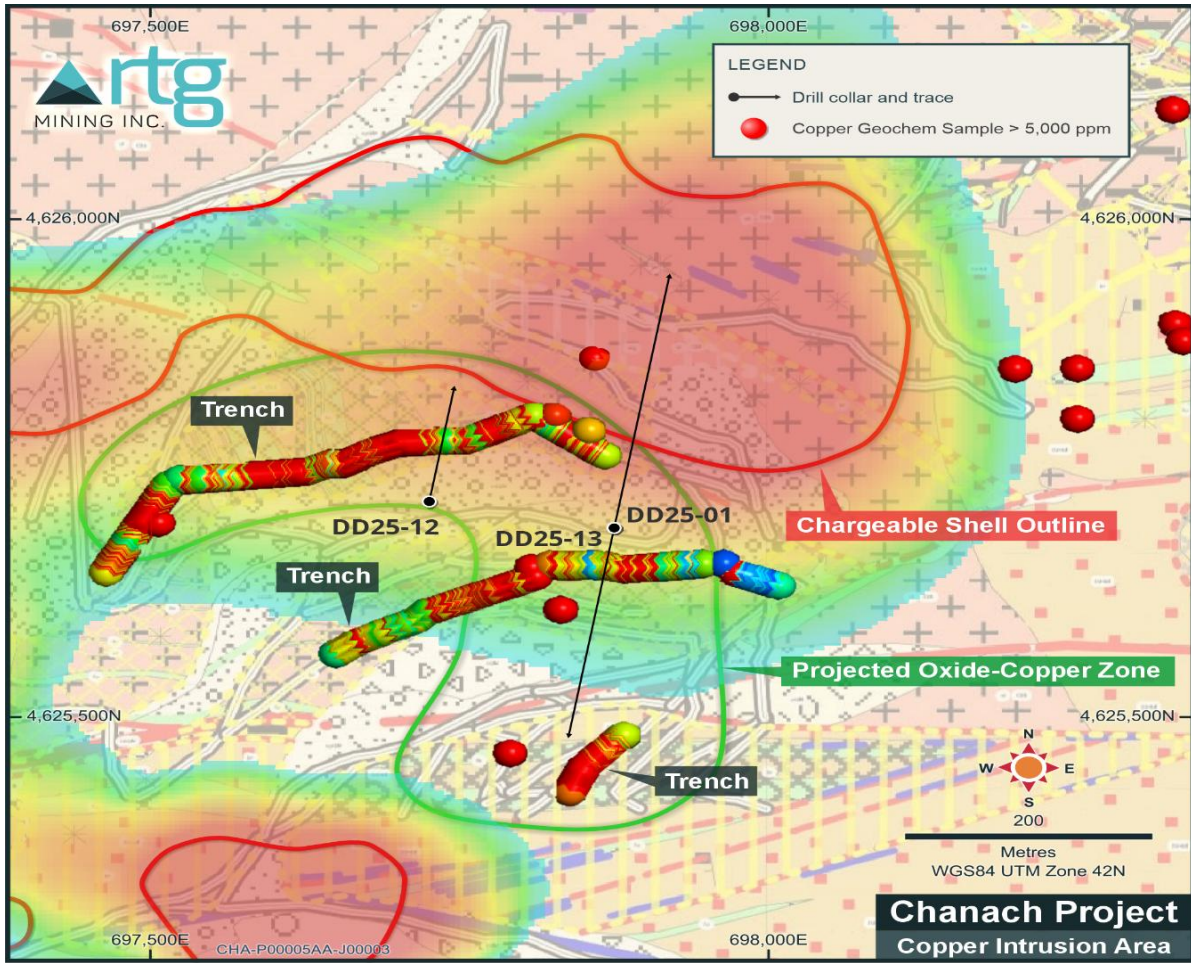 697,500E
698,000E
rtg
MINING INC.
LEGEND
Drill collar and trace
Copper Geochem Sample > 5,000 ppm
4,626,000N
4,626,000N
Trench
DD25-12
DD25-13
DD25-01
Chargeable Shell Outline
Trench
Projected Oxide-Copper Zone
4,625,500N
4,625,500N
Trench
N
W
E
S
200
Metres
WGS84 UTM Zone 42N
Chanach Project
Copper Intrusion Area
697,500E
CHA-P00005AA-J00003
698,000E